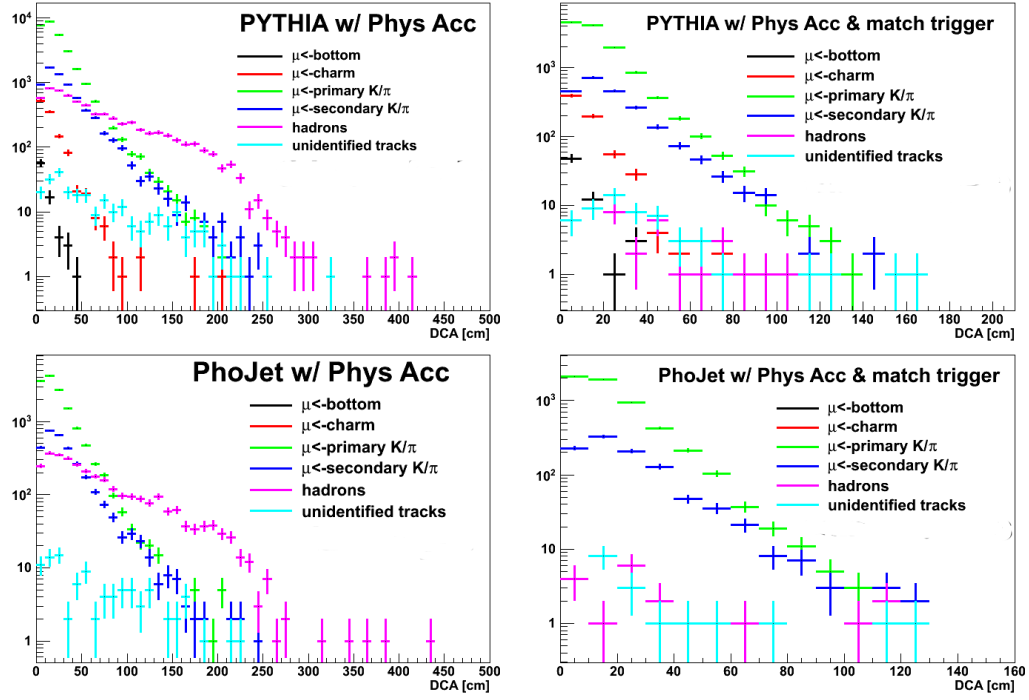 PYTHIA w/ Phys Acc
μ<-bottom
μ<-charm
μ<-primary K/π
μ<-secondary K/π
hadrons
unidentified tracks
10⁴
10³
10²
10
1
0 50 100 150 200 250 300 350 400 450 500
DCA [cm]
PYTHIA w/ Phys Acc & match trigger
μ<-bottom
μ<-charm
μ<-primary K/π
μ<-secondary K/π
hadrons
unidentified tracks
10³
10²
10
1
0 20 40 60 80 100 120 140 160 180 200
DCA [cm]
PhoJet w/ Phys Acc
μ<-bottom
μ<-charm
μ<-primary K/π
μ<-secondary K/π
hadrons
unidentified tracks
10³
10²
10
1
0 50 100 150 200 250 300 350 400 450 500
DCA [cm]
PhoJet w/ Phys Acc & match trigger
μ<-bottom
μ<-charm
μ<-primary K/π
μ<-secondary K/π
hadrons
unidentified tracks
10³
10²
10
1
0 20 40 60 80 100 120 140 160
DCA [cm]